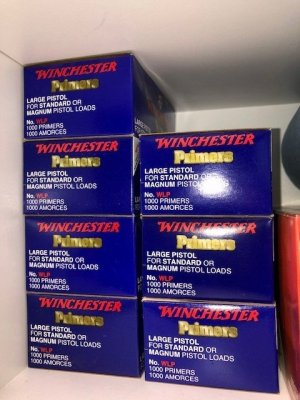 WINCHESTER
Primers
LARGE PISTOL
FOR STANDARD OR
MAGNUM PISTOL LOADS
No. WLP
1000 PRIMERS
1000 AMORCES
WINCHESTER
Primers
LARGE PISTOL
FOR STANDARD OR
MAGNUM PISTOL LOADS
No. WLP
1000 PRIMERS
1000 AMORCES
WINCHESTER
Primers
LARGE PISTOL
FOR STANDARD OR
MAGNUM PISTOL LOADS
No. WLP
1000 PRIMERS
1000 AMORCES
WINCHESTER
Primers
LARGE PISTOL
FOR STANDARD OR
MAGNUM PISTOL LOADS
No. WLP
1000 PRIMERS
1000 AMORCES
WINCHESTER
Primers
LARGE PISTOL
FOR STANDARD OR
MAGNUM PISTOL
No. WLP
1000 PRIMERS
1000 AMORCES
WINCHESTER
Primers
LARGE PISTOL
FOR STANDARD OR
MAGNUM PISTOL LOADS
No. WLP
1000 PRIMERS
1000 AMORCES
WINCHESTER
Primers
LARGE PISTOL
FOR STANDARD OR
MAGNUM PISTOL LOADS
No. WLP
1000 PRIMERS
1000 AMORCES